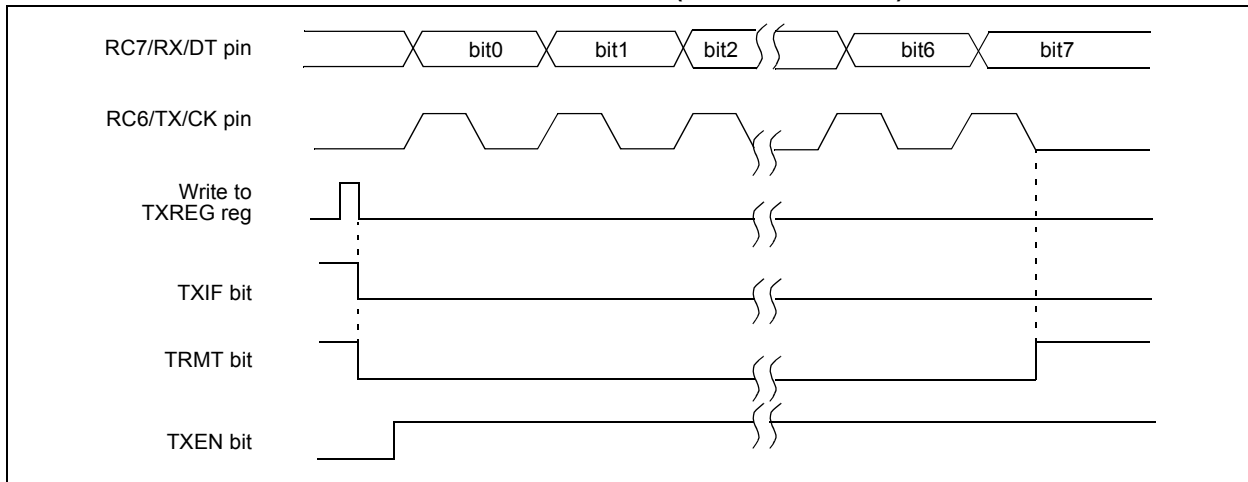 RC7/RX/DT pin
bit0 bit1 bit2 bit6 bit7
RC6/TX/CK pin
Write to
TXREG reg
TXIF bit
TRMT bit
TXEN bit